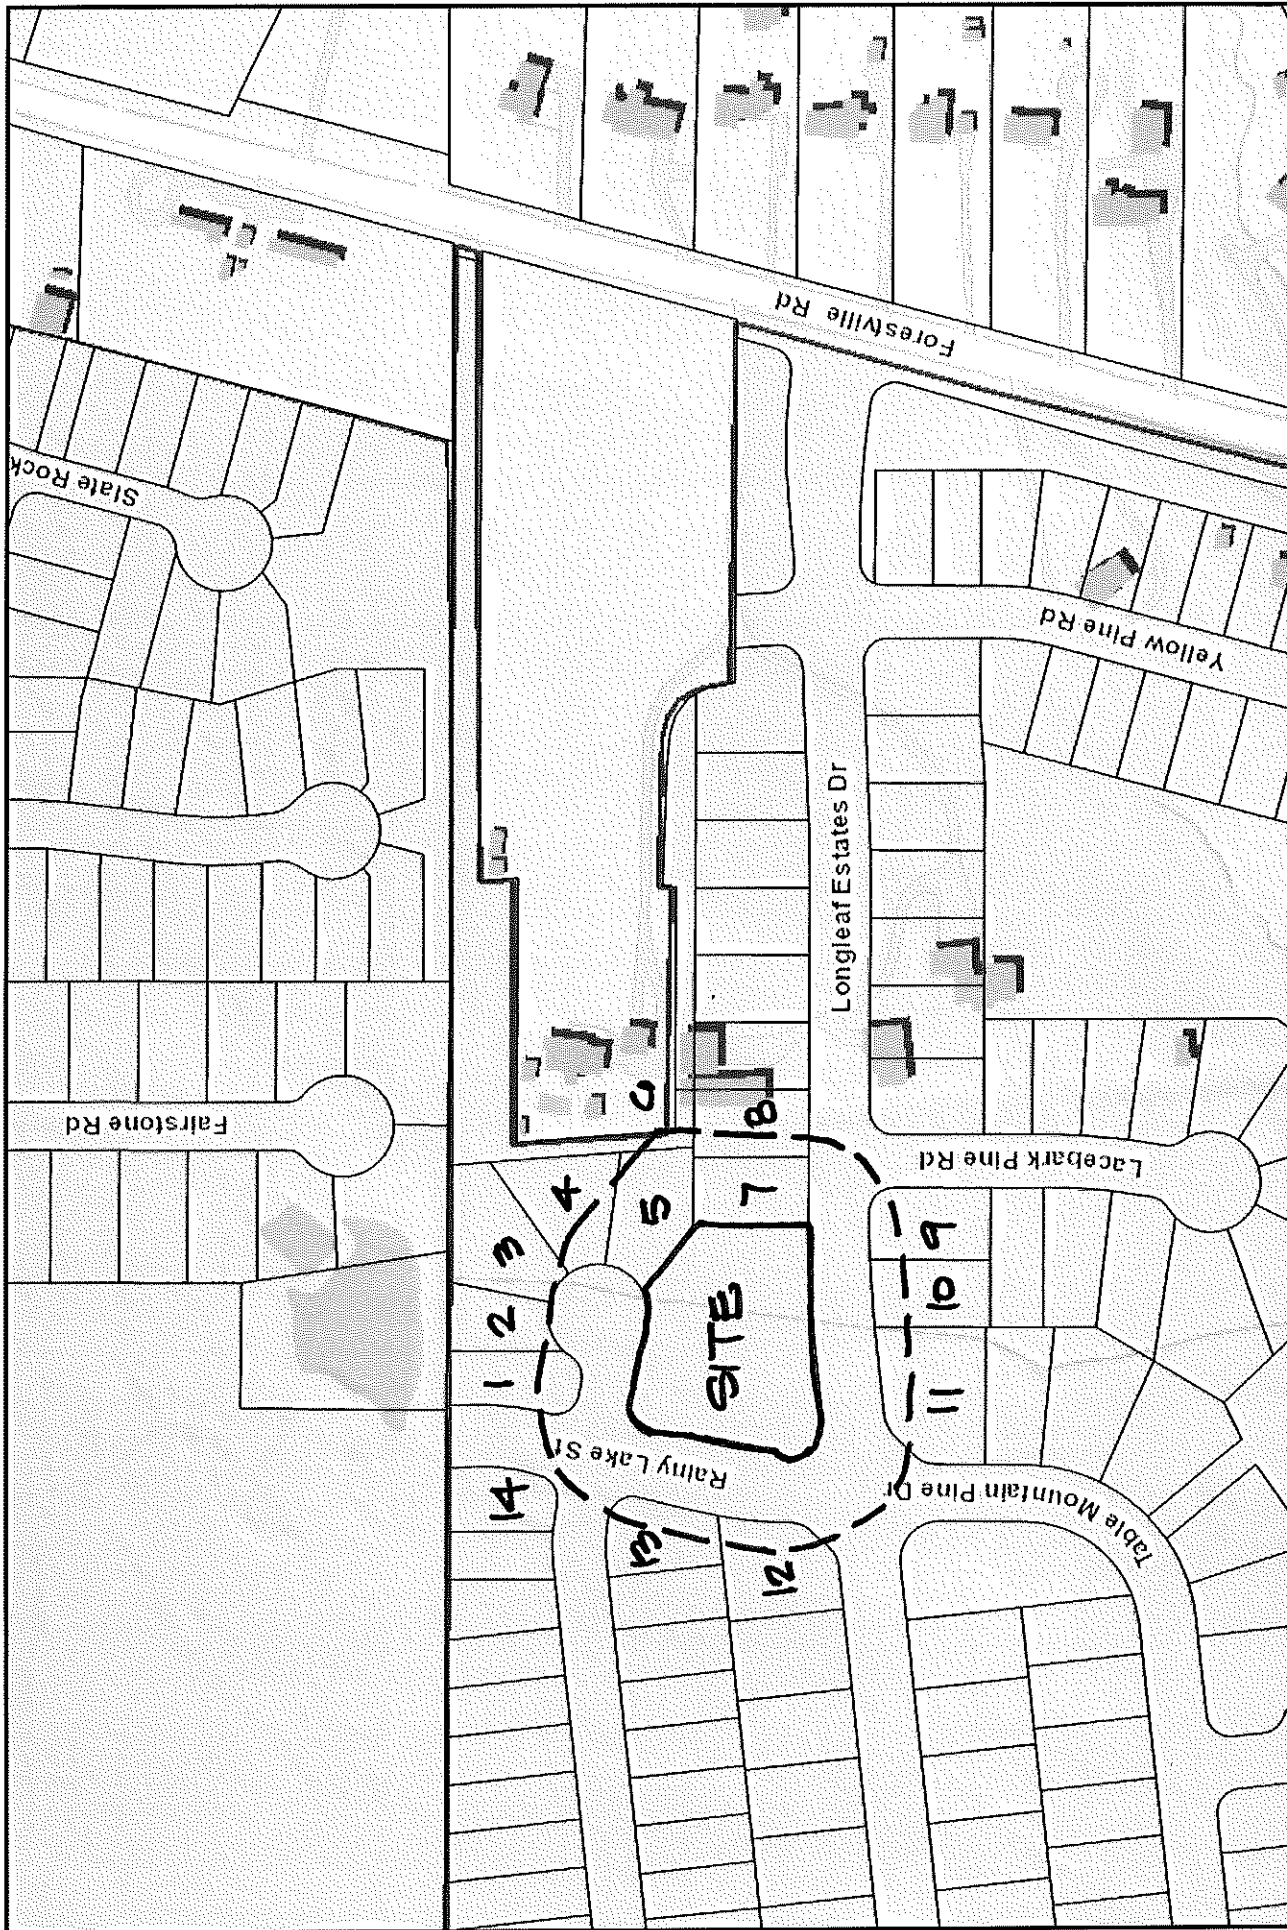 Forestville Rd
Slate Rock
Yellow Pine Rd
Longleaf Estates Dr
Fairstone Rd
Lacebark Pine Rd
Rainy Lake St
Table Mountain Pine Dr
SITE
1
2
3
4
5
6
7
8
9
10
11
12
13
14